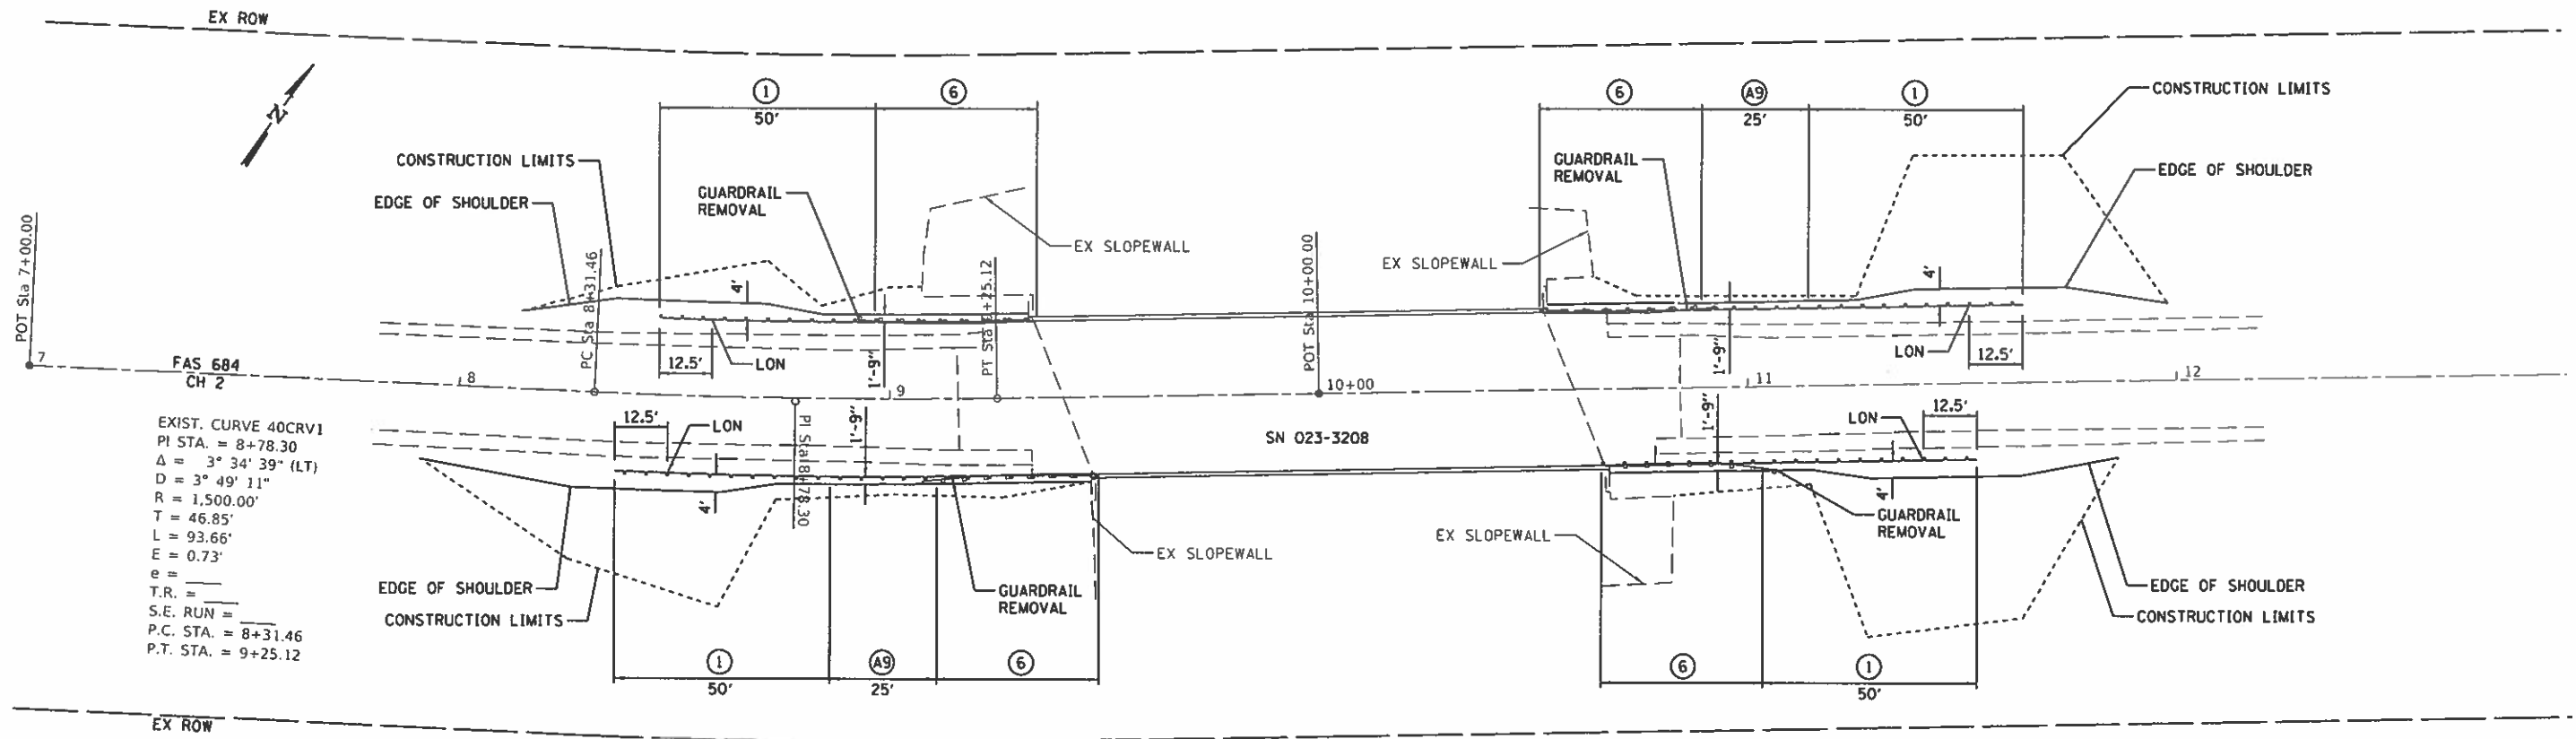 EX ROW
N
1
50'
6
6
A9
25'
1
50'
CONSTRUCTION LIMITS
CONSTRUCTION LIMITS
EDGE OF SHOULDER
GUARDRAIL
REMOVAL
GUARDRAIL
REMOVAL
EDGE OF SHOULDER
EX SLOPEWALL
EX SLOPEWALL
POT Sta 7+00.00
PC Sta 8+31.46
4'
PT Sta 9+25.12
POT Sta 10+00.00
4'
12.5'
LON
1'-9"
1'-9"
LON
12.5'
7
FAS 684
CH 2
8
9
10+00
11
12
EXIST. CURVE 40CRV1
PI STA. = 8+78.30
Δ = 3° 34' 39" (LT)
D = 3° 49' 11"
R = 1,500.00'
T = 46.85'
L = 93.66'
E = 0.73'
e = ____
T.R. = ____
S.E. RUN = ____
P.C. STA. = 8+31.46
P.T. STA. = 9+25.12
12.5'
LON
PI Sta 8+78.30
1'-9"
SN 023-3208
1'-9"
LON
12.5'
4'
4'
EX SLOPEWALL
EX SLOPEWALL
GUARDRAIL
REMOVAL
EDGE OF SHOULDER
CONSTRUCTION LIMITS
GUARDRAIL
REMOVAL
EDGE OF SHOULDER
CONSTRUCTION LIMITS
1
50'
A9
25'
6
6
1
50'
EX ROW